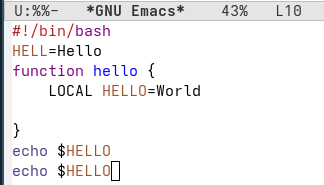 U:%%-  *GNU Emacs*  43%  L10
#!/bin/bash
HELL=Hello
function hello {
    LOCAL HELLO=World

}
echo $HELLO
echo $HELLO